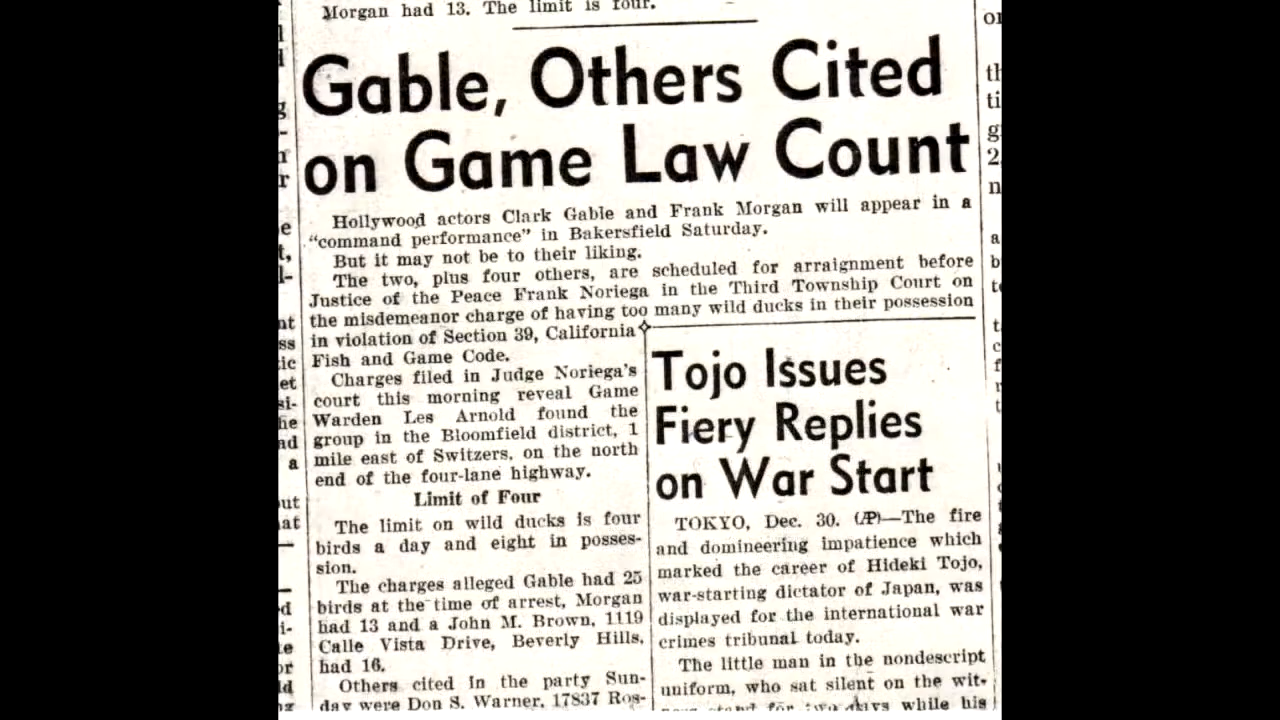 Morgan had 13. The limit is four.
Gable, Others Cited
on Game Law Count
Hollywood actors Clark Gable and Frank Morgan will appear in a
“command performance” in Bakersfield Saturday.
But it may not be to their liking.
The two, plus four others, are scheduled for arraignment before
Justice of the Peace Frank Noriega in the Third Township Court on
the misdemeanor charge of having too many wild ducks in their possession
in violation of Section 39, California
Fish and Game Code.
Charges filed in Judge Noriega's
court this morning reveal Game
Warden Les Arnold found the
group in the Bloomfield district, 1
mile east of Switzers, on the north
end of the four-lane highway.
Limit of Four
The limit on wild ducks is four
birds a day and eight in posses-
sion.
The charges alleged Gable had 25
birds at the time of arrest, Morgan
had 13 and a John M. Brown, 1119
Calle Vista Drive, Beverly Hills,
had 16.
Others cited in the party Sun-
day were Don S. Warner, 17837 Ros-
Tojo Issues
Fiery Replies
on War Start
TOKYO, Dec. 30. (AP)—The fire
and domineering impatience which
marked the career of Hideki Tojo,
war-starting dictator of Japan, was
displayed for the international war
crimes tribunal today.
The little man in the nondescript
uniform, who sat silent on the wit-
stand for two days while his